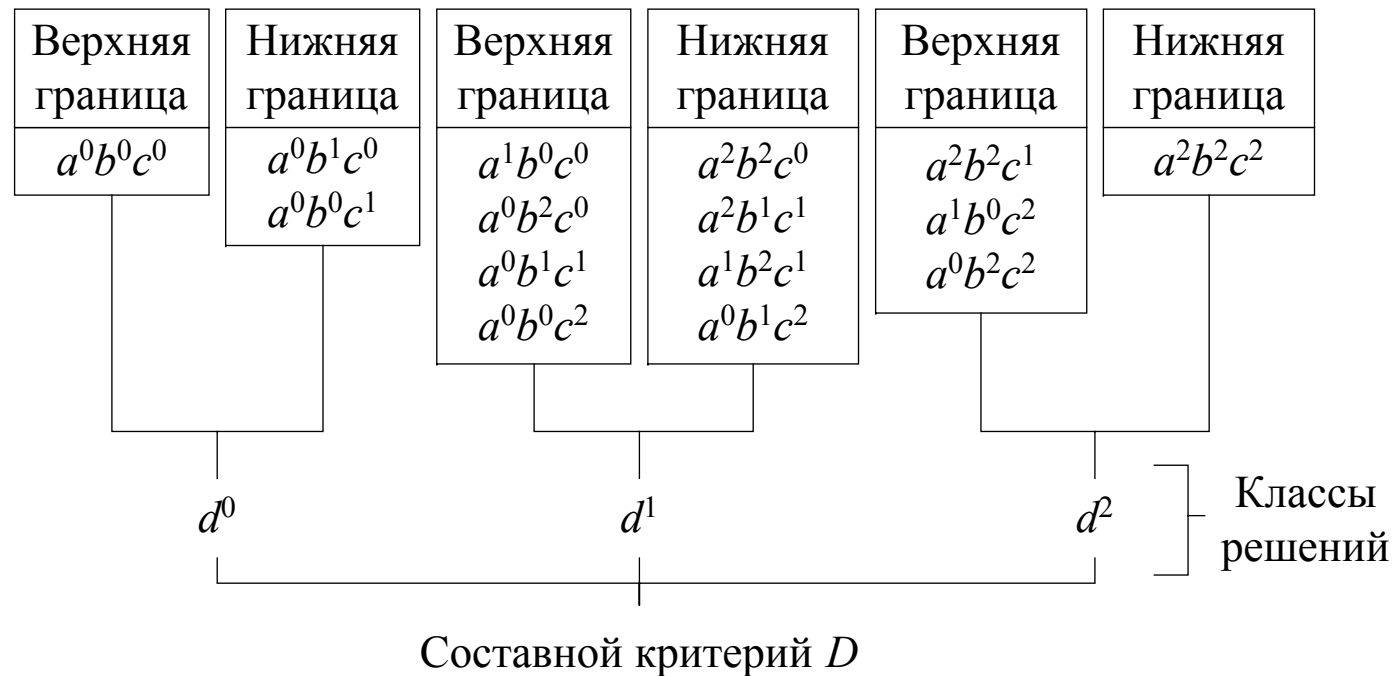 Верхняя
граница
a⁰b⁰c⁰
Нижняя
граница
a⁰b¹c⁰
a⁰b⁰c¹
Верхняя
граница
a¹b⁰c⁰
a⁰b²c⁰
a⁰b¹c¹
a⁰b⁰c²
Нижняя
граница
a²b²c⁰
a²b¹c¹
a¹b²c¹
a⁰b¹c²
Верхняя
граница
a²b²c¹
a¹b⁰c²
a⁰b²c²
Нижняя
граница
a²b²c²
d⁰
d¹
d²
Классы
решений
Составной критерий D